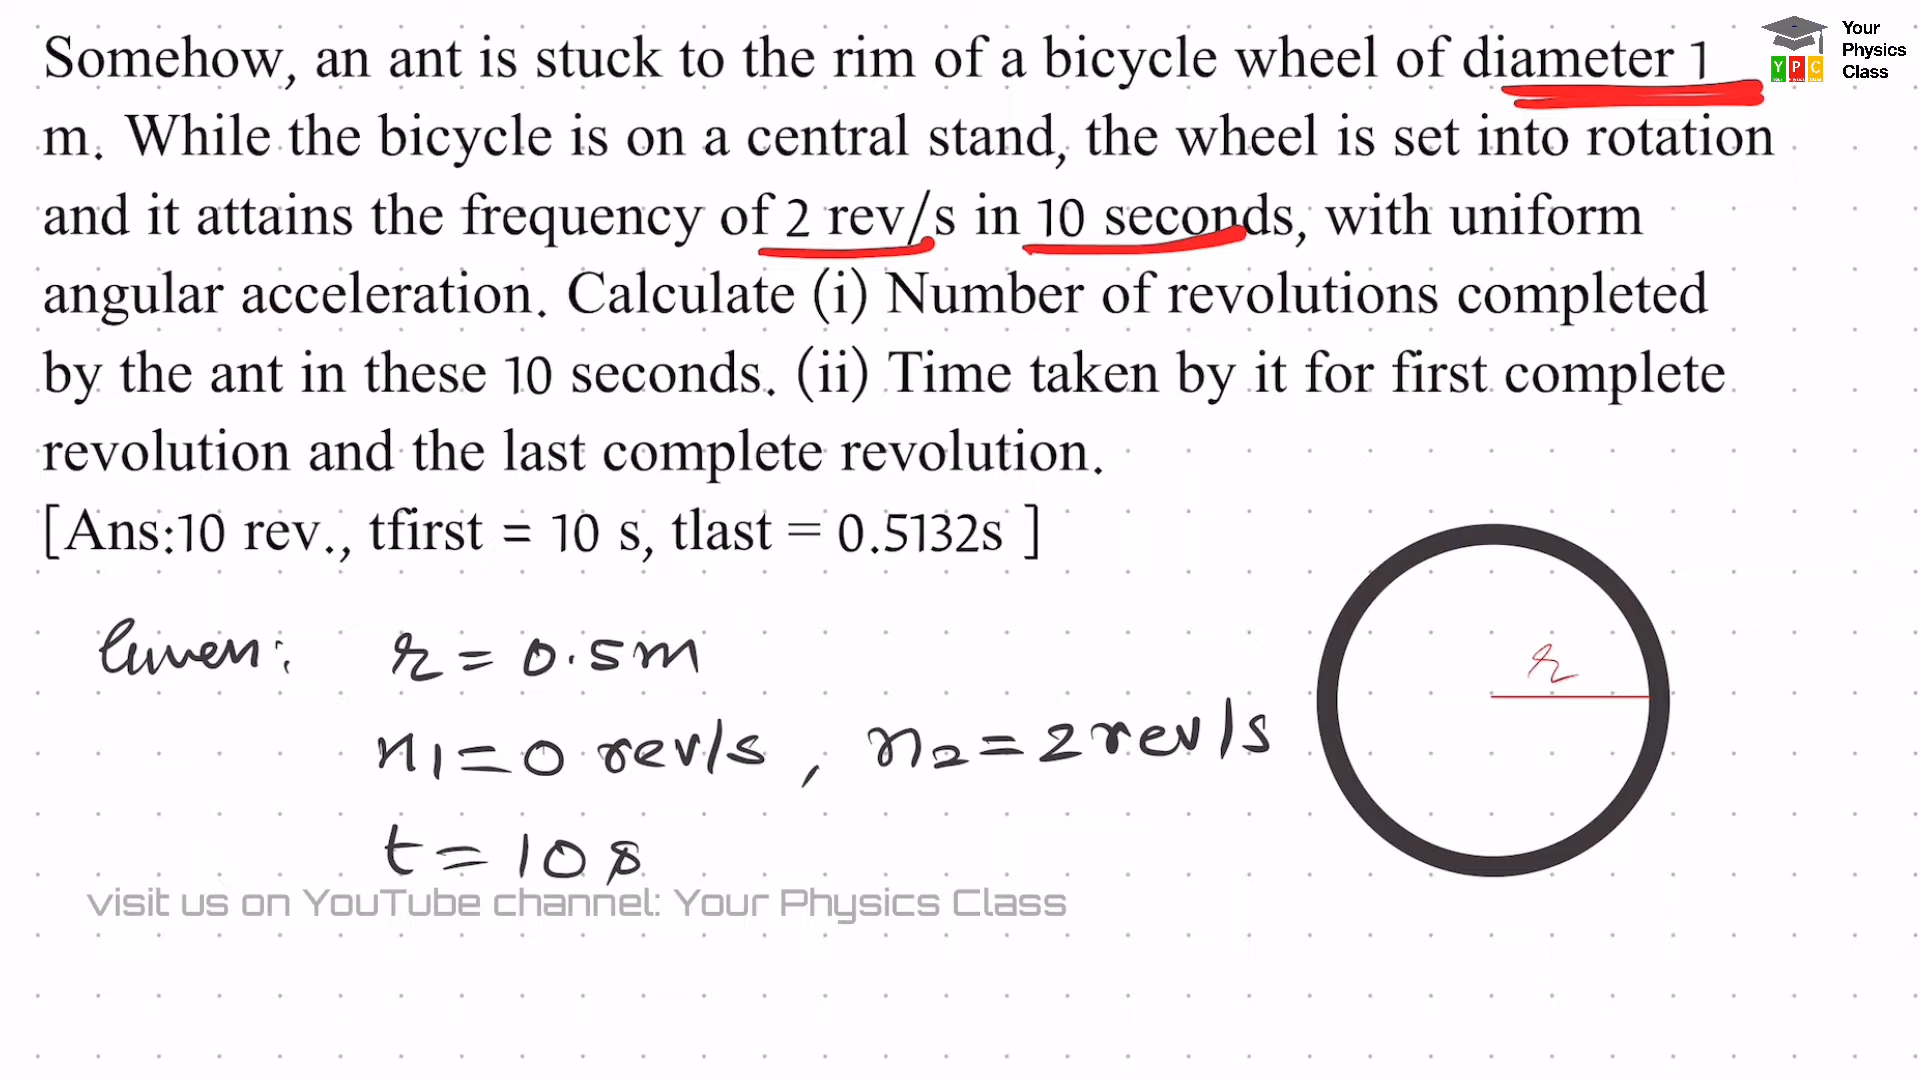 Somehow, an ant is stuck to the rim of a bicycle wheel of diameter 1
m. While the bicycle is on a central stand, the wheel is set into rotation
and it attains the frequency of 2 rev/s in 10 seconds, with uniform
angular acceleration. Calculate (i) Number of revolutions completed
by the ant in these 10 seconds. (ii) Time taken by it for first complete
revolution and the last complete revolution.
[Ans:10 rev., tfirst = 10 s, tlast = 0.5132s ]
Given: r = 0.5m
n1 = 0 rev/s , n2 = 2 rev/s
t = 10 s
r
visit us on YouTube channel: Your Physics Class
Your
Physics
Class
Y P C